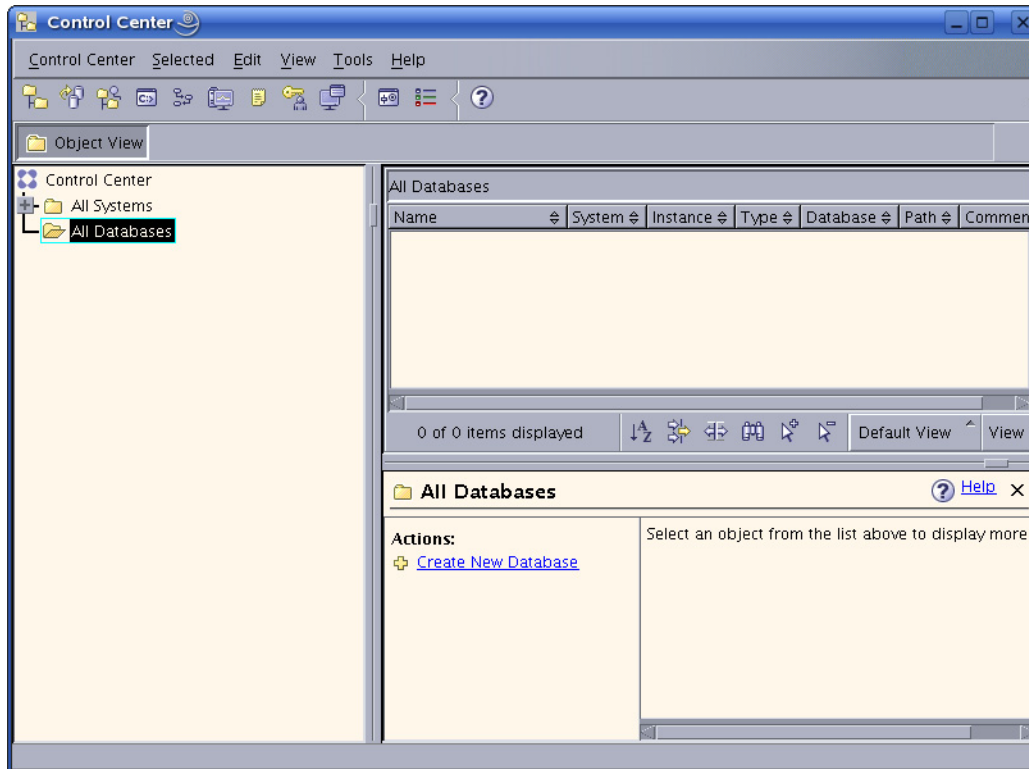 Control Center
Control Center Selected Edit View Tools Help
Object View
Control Center
All Systems
All Databases
All Databases
Name System Instance Type Database Path Commen
0 of 0 items displayed Default View View
All Databases Help
Actions:
Create New Database
Select an object from the list above to display more